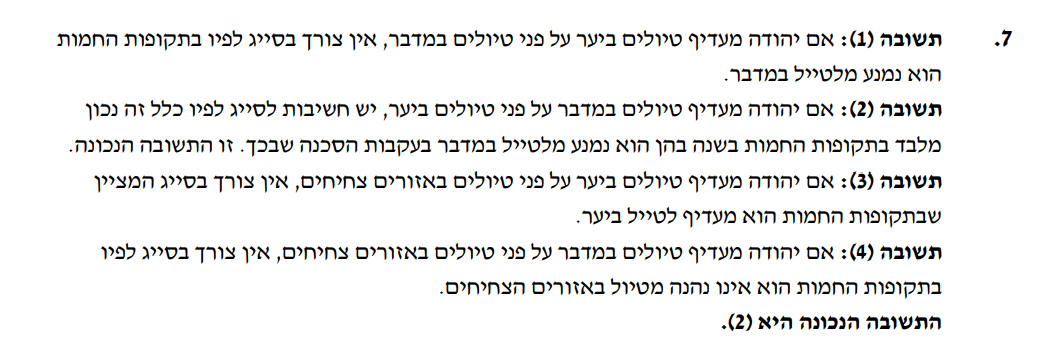 7. תשובה (1): אם יהודה מעדיף טיולים ביער על פני טיולים במדבר, אין צורך בסייג לפיו בתקופות החמות
הוא נמנע מלטייל במדבר.
תשובה (2): אם יהודה מעדיף טיולים במדבר על פני טיולים ביער, יש חשיבות לסייג לפיו כלל זה נכון
מלבד בתקופות החמות בשנה בהן הוא נמנע מלטייל במדבר בעקבות הסכנה שבכך. זו התשובה הנכונה.
תשובה (3): אם יהודה מעדיף טיולים ביער על פני טיולים באזורים צחיחים, אין צורך בסייג המציין
שבתקופות החמות הוא מעדיף לטייל ביער.
תשובה (4): אם יהודה מעדיף טיולים במדבר על פני טיולים באזורים צחיחים, אין צורך בסייג לפיו
בתקופות החמות הוא אינו נהנה מטיול באזורים הצחיחים.
התשובה הנכונה היא (2).